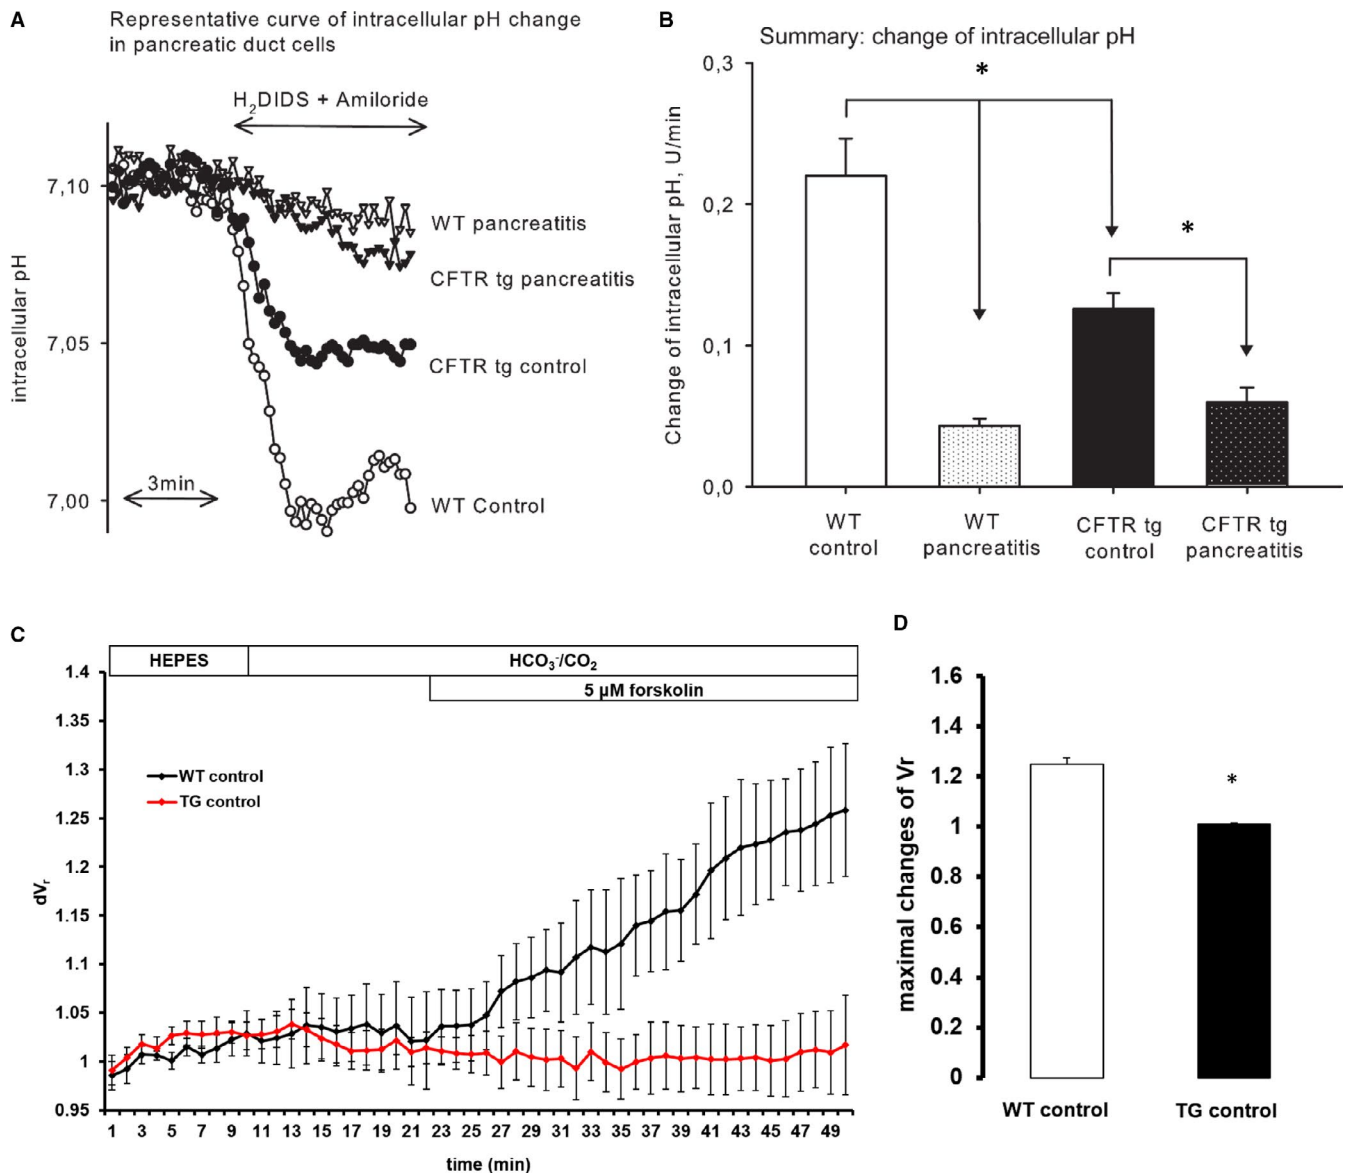 A
Representative curve of intracellular pH change
in pancreatic duct cells
H2DIDS + Amiloride
7,10
7,05
7,00
intracellular pH
WT pancreatitis
CFTR tg pancreatitis
CFTR tg control
WT Control
3min
B
Summary: change of intracellular pH
Change of intracellular pH, U/min
0,3
0,2
0,1
0,0
*
*
WT
control
WT
pancreatitis
CFTR tg
control
CFTR tg
pancreatitis
C
HEPES
HCO3-/CO2
5 µM forskolin
1.4
1.35
1.3
1.25
1.2
1.15
1.1
1.05
1
0.95
dVr
WT control
TG control
1 3 5 7 9 11 13 15 17 19 21 23 25 27 29 31 33 35 37 39 41 43 45 47 49
time (min)
D
maximal changes of Vr
1.6
1.4
1.2
1
0.8
0.6
0.4
0.2
0
*
WT control
TG control